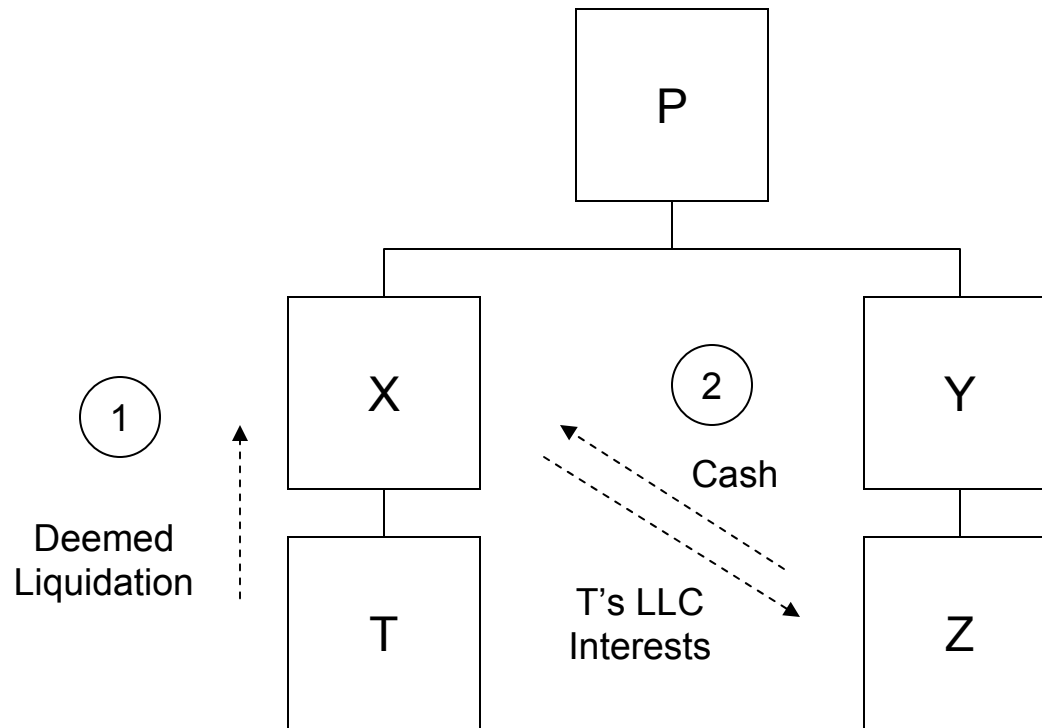 P
X
2
Y
1
Cash
Deemed
Liquidation
T
T's LLC
Interests
Z